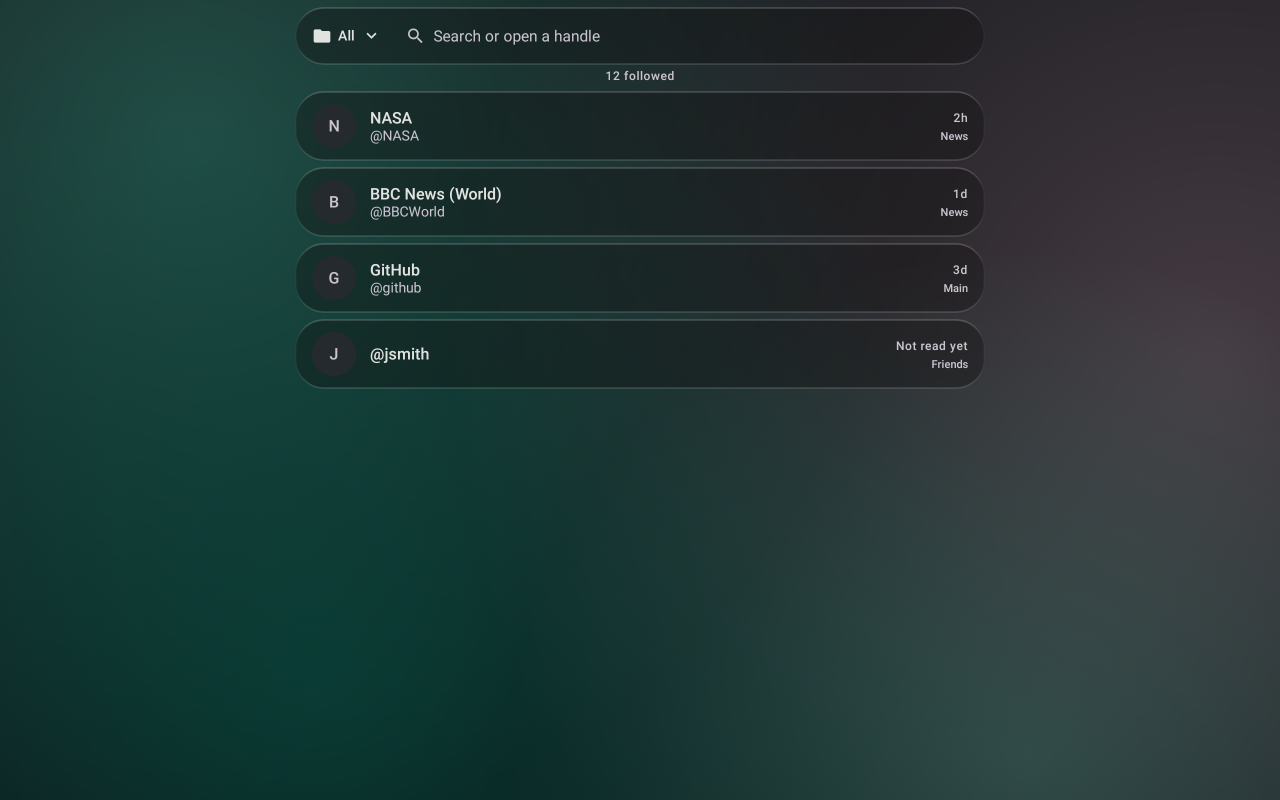 All
Search or open a handle
12 followed
N
NASA
@NASA
2h
News
B
BBC News (World)
@BBCWorld
1d
News
G
GitHub
@github
3d
Main
J
@jsmith
Not read yet
Friends